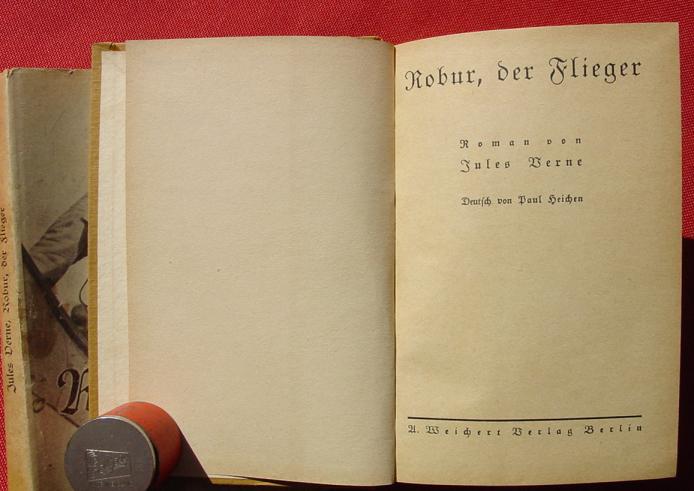 Robur, der Flieger
Roman von
Jules Verne
Deutsch von Paul Heichen
A. Weichert Verlag Berlin
Jules Verne, Robur, der Flieger